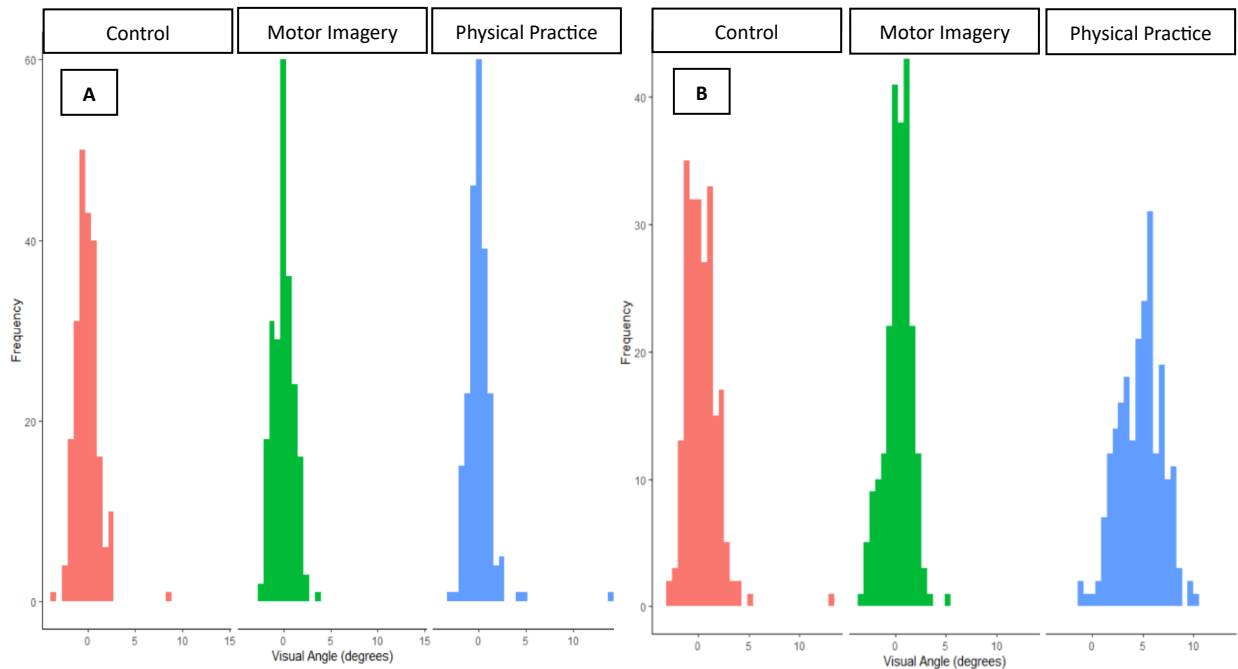 Control Motor Imagery Physical Practice
A
60
40
20
0
Frequency
0 5 10 15 0 5 10 15 0 5 10
Visual Angle (degrees)
Control Motor Imagery Physical Practice
B
40
30
20
10
0
Frequency
0 5 10 0 5 10 0 5 10
Visual Angle (degrees)